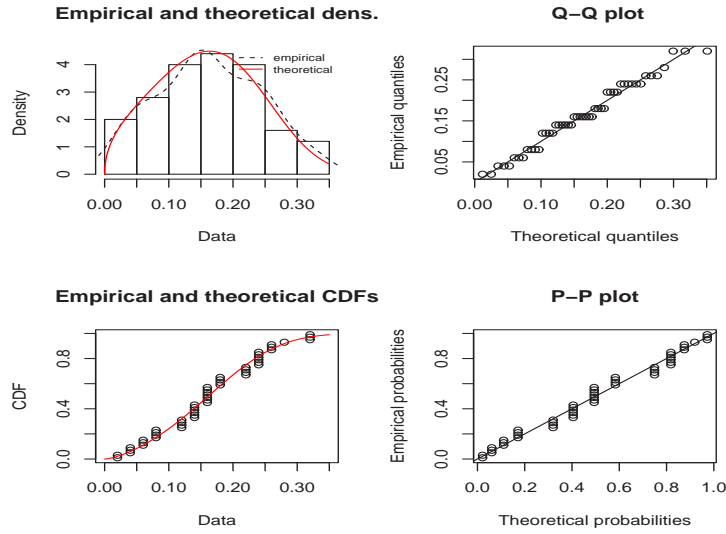 Empirical and theoretical dens.
Density
0 1 2 3 4
empirical
theoretical
0.00 0.10 0.20 0.30
Data
Q−Q plot
Empirical quantiles
0.05 0.15 0.25
0.00 0.10 0.20 0.30
Theoretical quantiles
Empirical and theoretical CDFs
CDF
0.0 0.4 0.8
0.00 0.10 0.20 0.30
Data
P−P plot
Empirical probabilities
0.0 0.4 0.8
0.0 0.2 0.4 0.6 0.8 1.0
Theoretical probabilities